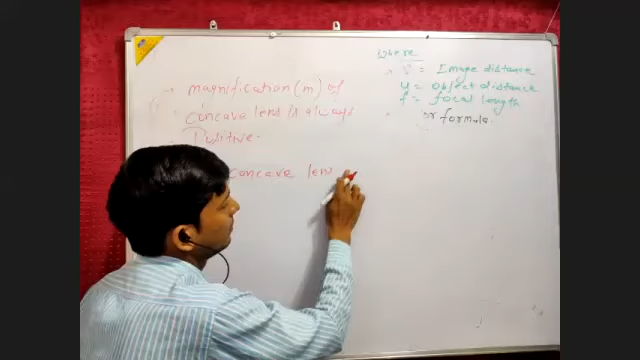 magnification (m) of
concave lens is always
Positive.
concave lens
where
v = Image distance
u = object distance
f = focal length
or formula.